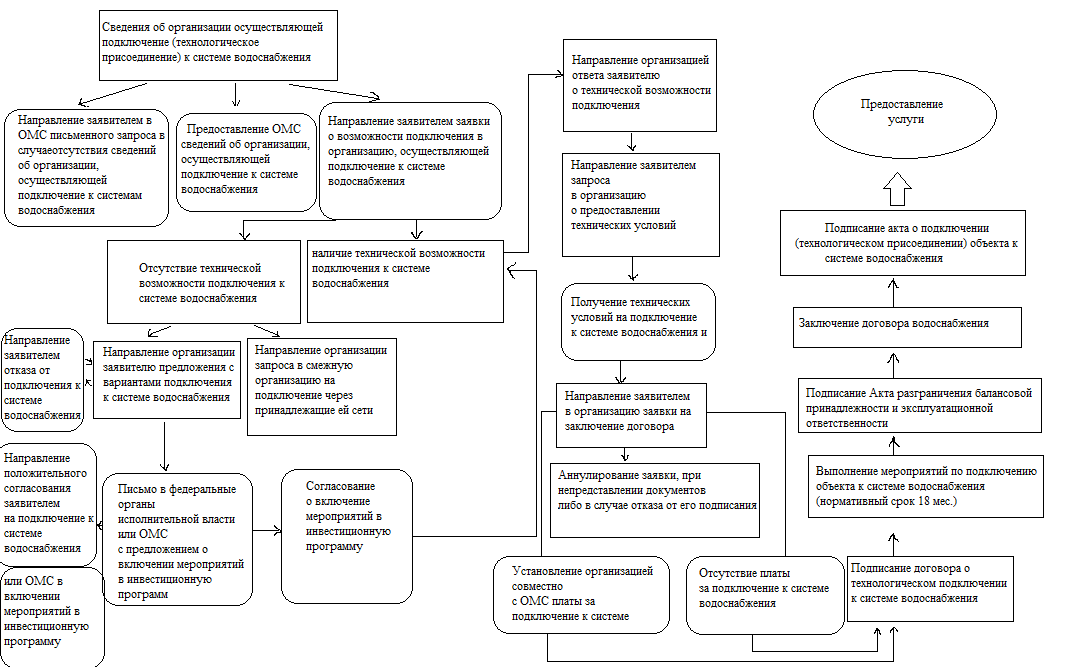 Сведения об организации осуществляющей
подключение (технологическое
присоединение) к системе водоснабжения
Направление заявителем в
ОМС письменного запроса в
случаеотсутствия сведений
об организации,
осуществляющей
подключение к системам
водоснабжения
Предоставление ОМС
сведений об организации,
осуществляющей
подключение к системе
водоснабжения
Направление заявителем заявки
о возможности подключения в
организацию, осуществляющей
подключение к системе
водоснабжения
Отсутствие технической
возможности подключения к
системе водоснабжения
наличие технической возможности
подключения к системе
водоснабжения
Направление
заявителем
отказа от
подключения к
системе
водоснабжения
Направление организации
заявителю предложения с
вариантами подключения
к системе водоснабжения
Направление организации
запроса в смежную
организацию на
подключение через
принадлежащие ей сети
Направление
положительного
согласования
заявителем
на подключение к
системе
водоснабжения
или ОМС в
включении
мероприятий в
инвестиционную
программу
Письмо в федеральные
органы
исполнительной власти
или ОМС
с предложением о
включении мероприятий
в инвестиционную
программ
Согласование
о включение
мероприятий в
инвестиционную
программу
Направление организацией
ответа заявителю
о технической возможности
подключения
Направление заявителем
запроса
в организацию
о предоставлении
технических условий
Получение технических
условий на подключение
к системе водоснабжения и
Направление заявителем
в организацию заявки на
заключение договора
Аннулирование заявки, при
непредставлении документов
либо в случае отказа от его подписания
Установление организацией
совместно
с ОМС платы за
подключение к системе
Отсутствие платы
за подключение к системе
водоснабжения
Подписание договора о
технологическом подключении
к системе водоснабжения
Выполнение мероприятий по подключению
объекта к системе водоснабжения
(нормативный срок 18 мес.)
Подписание Акта разграничения балансовой
принадлежности и эксплуатационной
ответственности
Заключение договора водоснабжения
Подписание акта о подключении
(технологическом присоединении) объекта к
системе водоснабжения
Предоставление
услуги